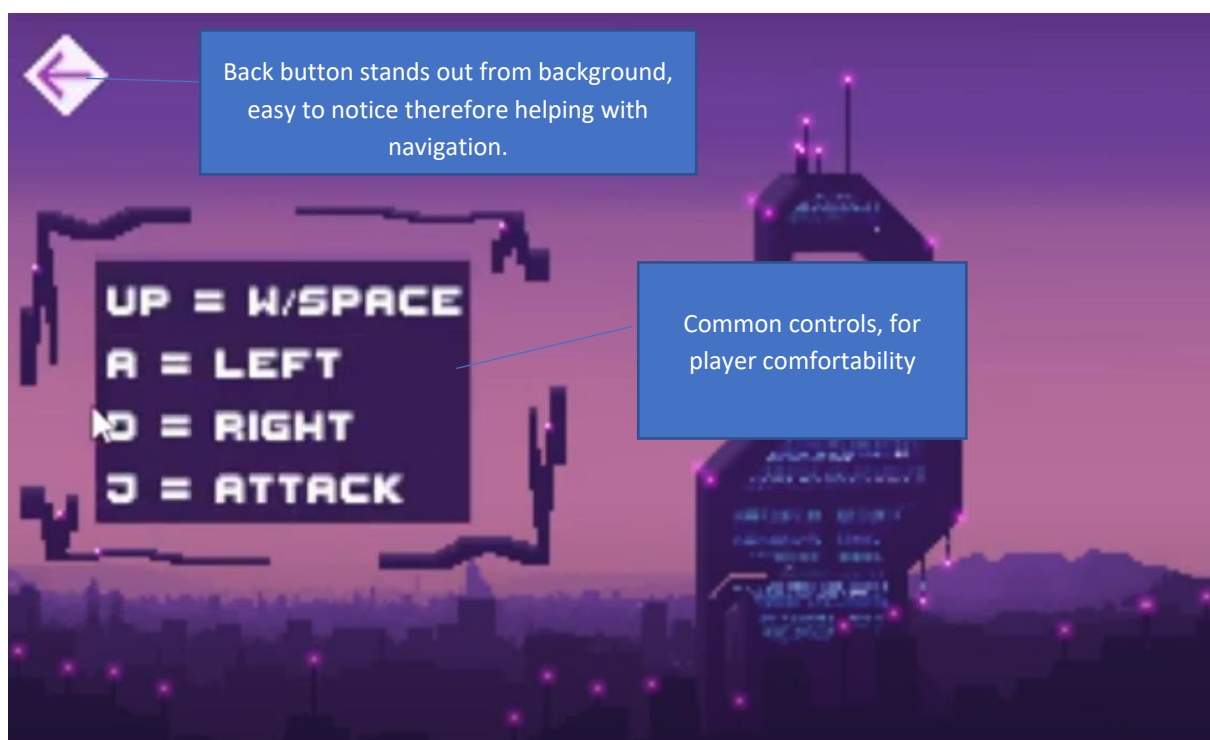 Back button stands out from background,
easy to notice therefore helping with
navigation.
UP = W/SPACE
A = LEFT
D = RIGHT
J = ATTACK
Common controls, for
player comfortability